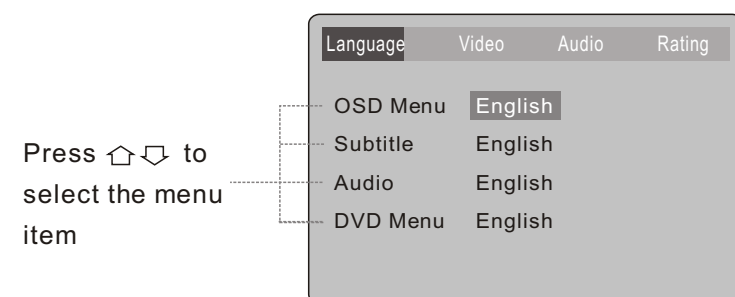 Language Video Audio Rating
OSD Menu English
Subtitle English
Audio English
DVD Menu English
Press ⇧ ⇩ to
select the menu
item